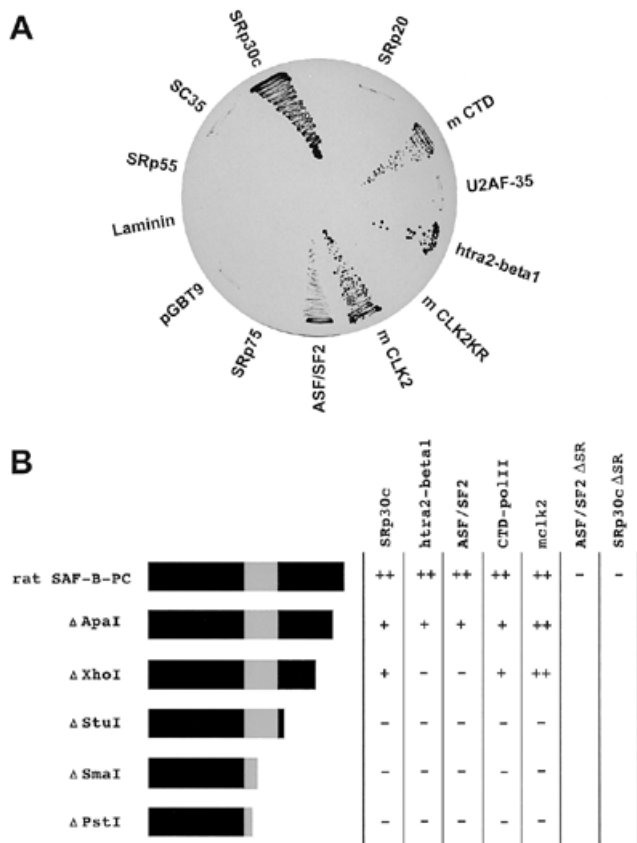 A
SRp30c
SRp20
SC35
m CTD
SRp55
U2AF-35
Laminin
htra2-beta1
pGBT9
m CLK2KR
SRp75
ASF/SF2
m CLK2
B
SRp30c
htra2-beta1
ASF/SF2
CTD-polII
mclk2
ASF/SF2 ΔSR
SRp30c ΔSR
rat SAF-B-PC ++ ++ ++ ++ ++ - -
Δ ApaI + + + + ++
Δ XhoI + - - + ++
Δ StuI - - - - -
Δ SmaI - - - - -
Δ PstI - - - - -